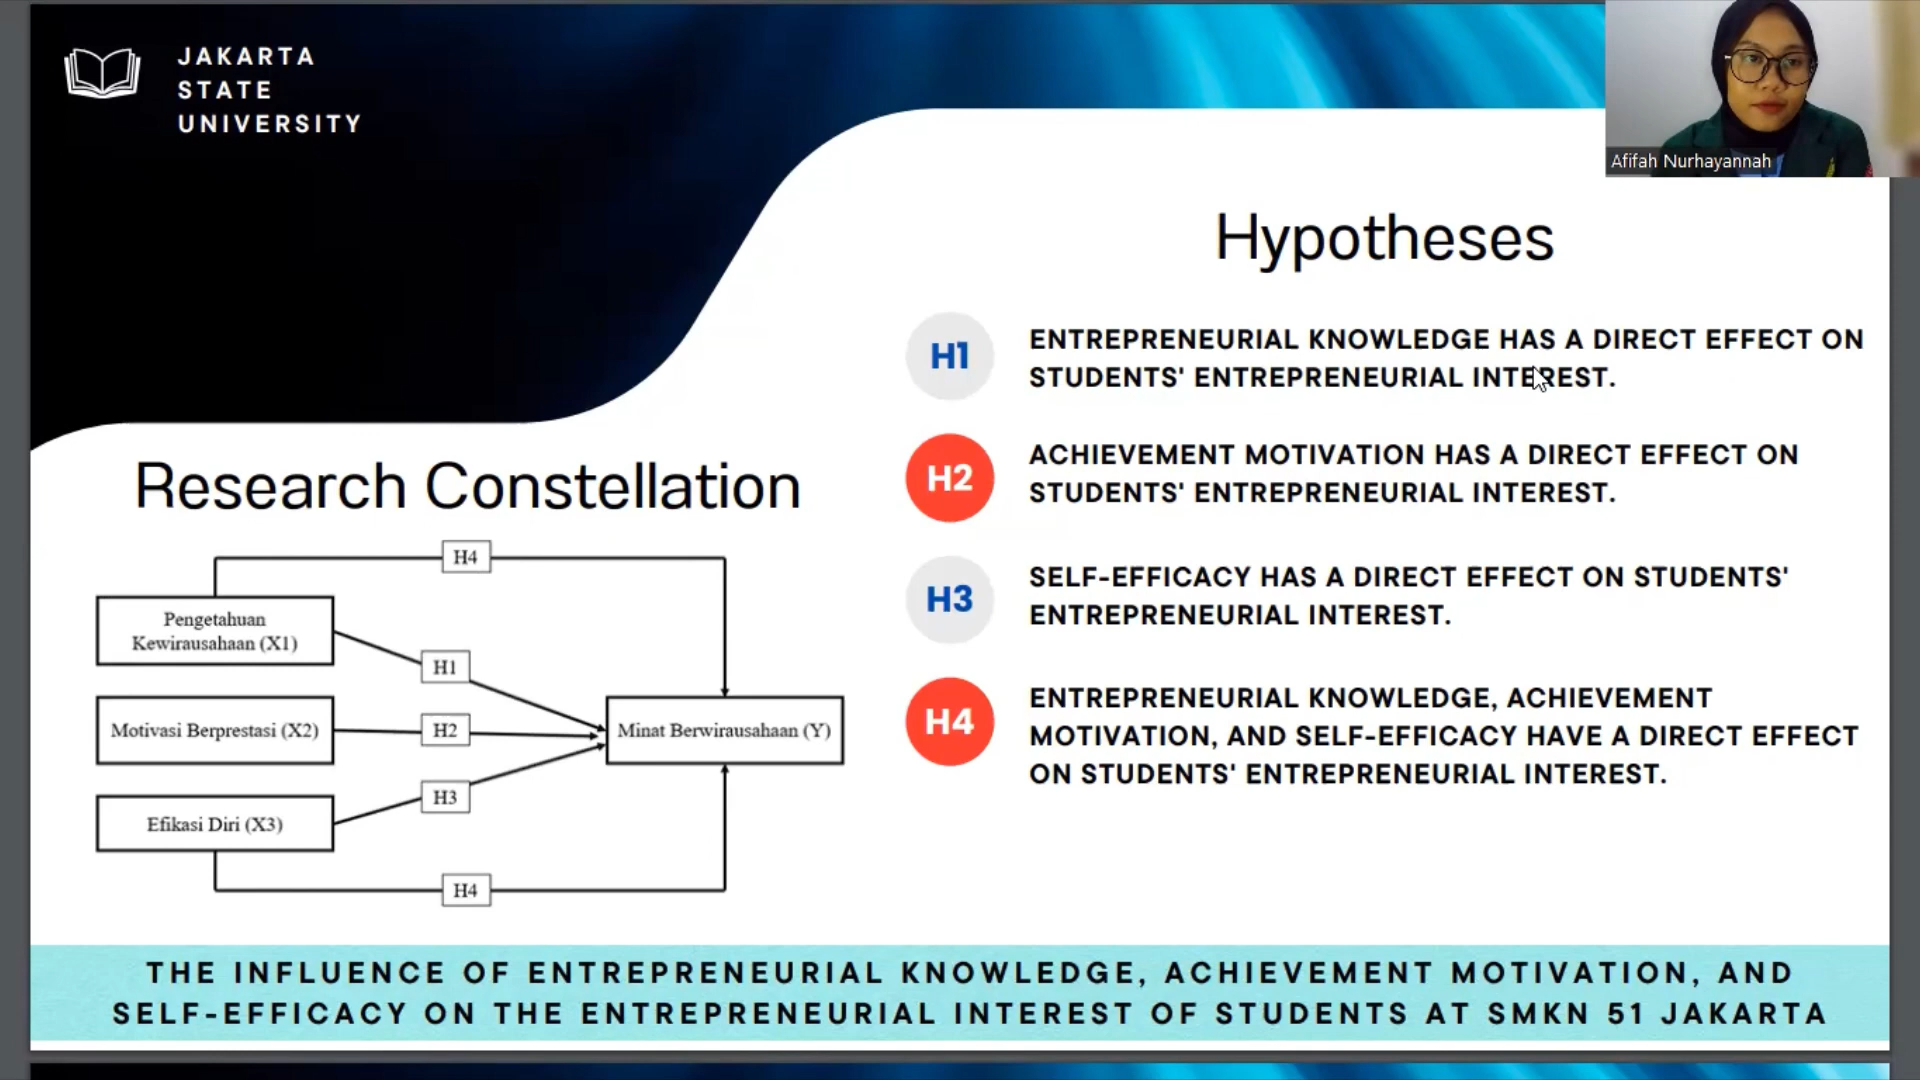 JAKARTA
STATE
UNIVERSITY
Afifah Nurhayannah
Hypotheses
H1
ENTREPRENEURIAL KNOWLEDGE HAS A DIRECT EFFECT ON
STUDENTS' ENTREPRENEURIAL INTEREST.
H2
ACHIEVEMENT MOTIVATION HAS A DIRECT EFFECT ON
STUDENTS' ENTREPRENEURIAL INTEREST.
H3
SELF-EFFICACY HAS A DIRECT EFFECT ON STUDENTS'
ENTREPRENEURIAL INTEREST.
H4
ENTREPRENEURIAL KNOWLEDGE, ACHIEVEMENT
MOTIVATION, AND SELF-EFFICACY HAVE A DIRECT EFFECT
ON STUDENTS' ENTREPRENEURIAL INTEREST.
Research Constellation
H4
Pengetahuan
Kewirausahaan (X1)
H1
Motivasi Berprestasi (X2)
H2
Minat Berwirausahaan (Y)
H3
Efikasi Diri (X3)
H4
THE INFLUENCE OF ENTREPRENEURIAL KNOWLEDGE, ACHIEVEMENT MOTIVATION, AND
SELF-EFFICACY ON THE ENTREPRENEURIAL INTEREST OF STUDENTS AT SMKN 51 JAKARTA